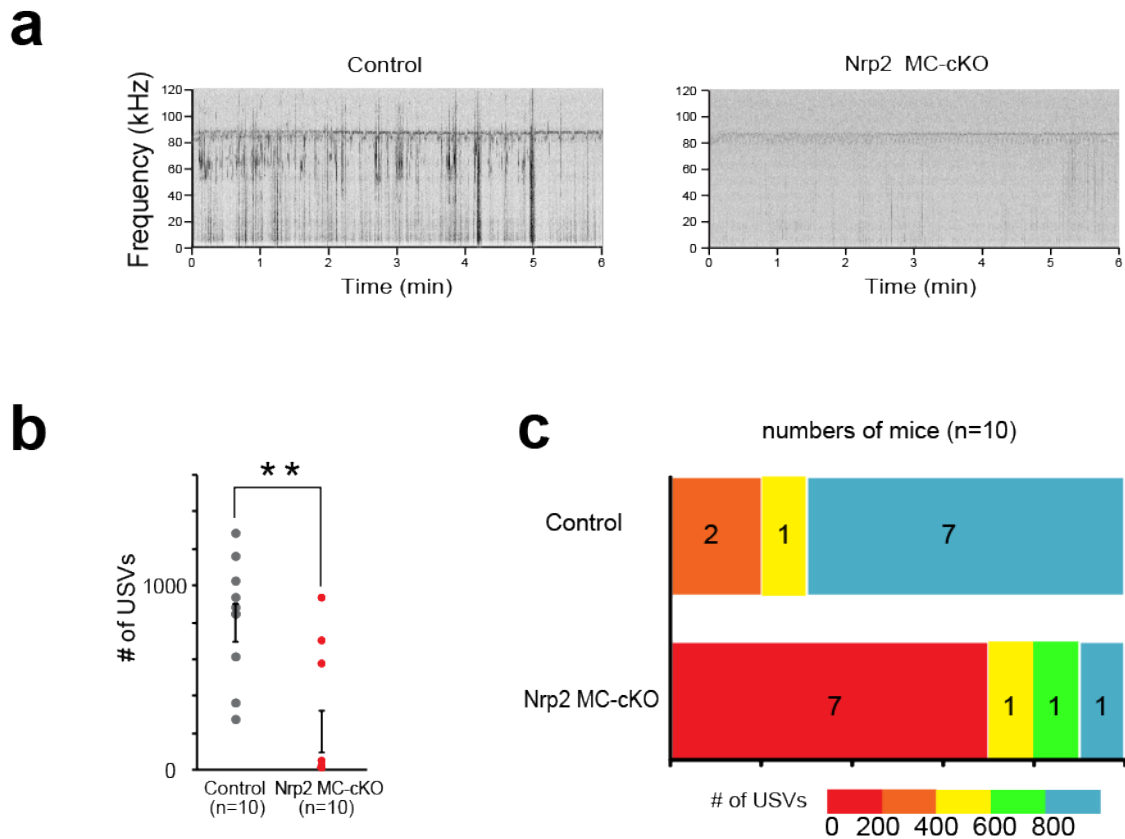 a
Control
Nrp2 MC-cKO
Frequency (kHz)
120
100
80
60
40
20
0
0 1 2 3 4 5 6
Time (min)
120
100
80
60
40
20
0
0 1 2 3 4 5 6
Time (min)
b
**
# of USVs
1000
0
Control
(n=10)
Nrp2 MC-cKO
(n=10)
c
numbers of mice (n=10)
Control
2 1 7
Nrp2 MC-cKO
7 1 1 1
# of USVs
0 200 400 600 800